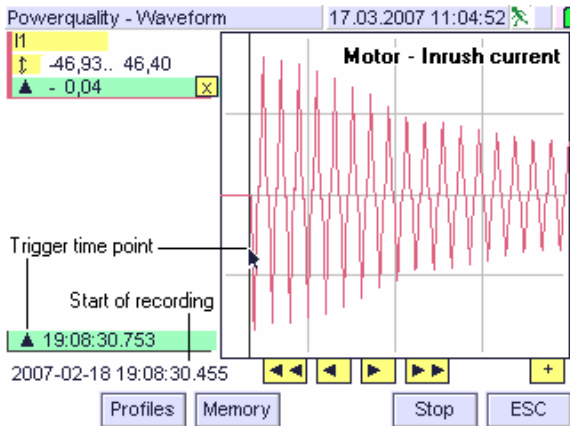 Powerquality - Waveform 17.03.2007 11:04:52
I1
-46,93.. 46,40
▲ - 0,04 x
Motor - Inrush current
Trigger time point
Start of recording
▲ 19:08:30.753
2007-02-18 19:08:30.455
◄◄ ◄ ► ►► +
Profiles Memory Stop ESC